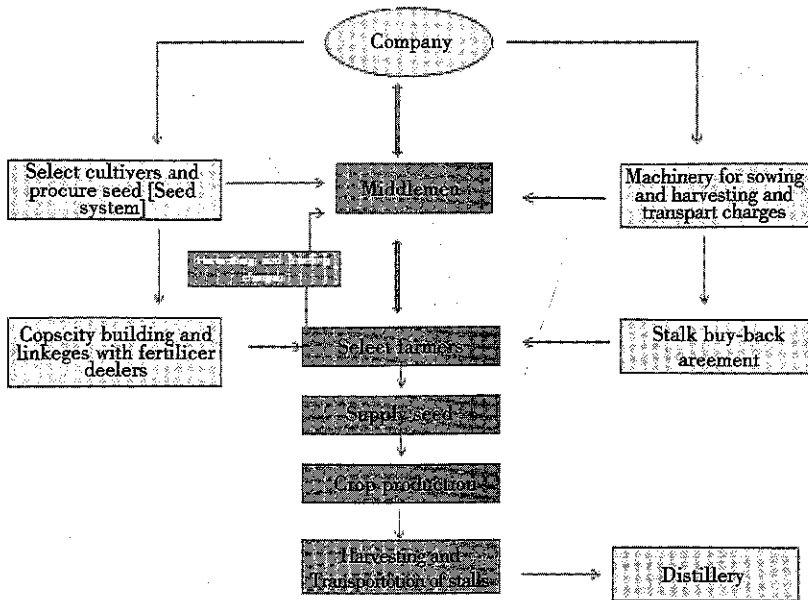 Company
Select cultivers and
procure seed [Seed
system]
Middlemen
Machinery for sowing
and harvesting and
transpart charges
Copscity building and
linkeges with fertilicer
deelers
Select farmers
Stalk buy-back
areement
Supply seed
Crop production
Harvesting and
Transportotion of stalls
Distillery